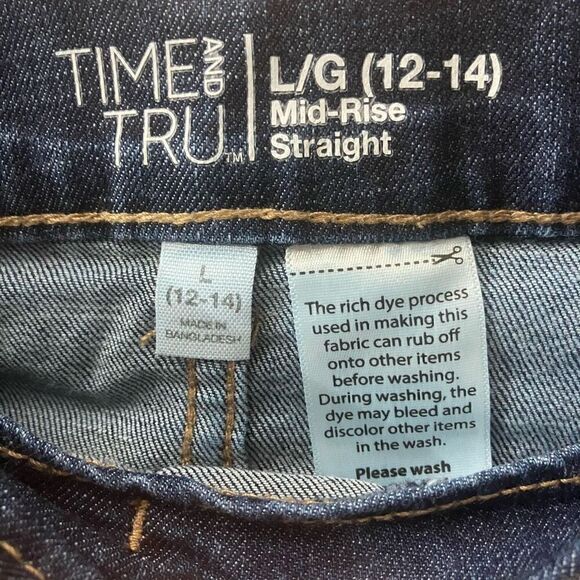 TIME AND
TRU™
L/G (12-14)
Mid-Rise
Straight
L
(12-14)
MADE IN
BANGLADESH
The rich dye process
used in making this
fabric can rub off
onto other items
before washing.
During washing, the
dye may bleed and
discolor other items
in the wash.
Please wash